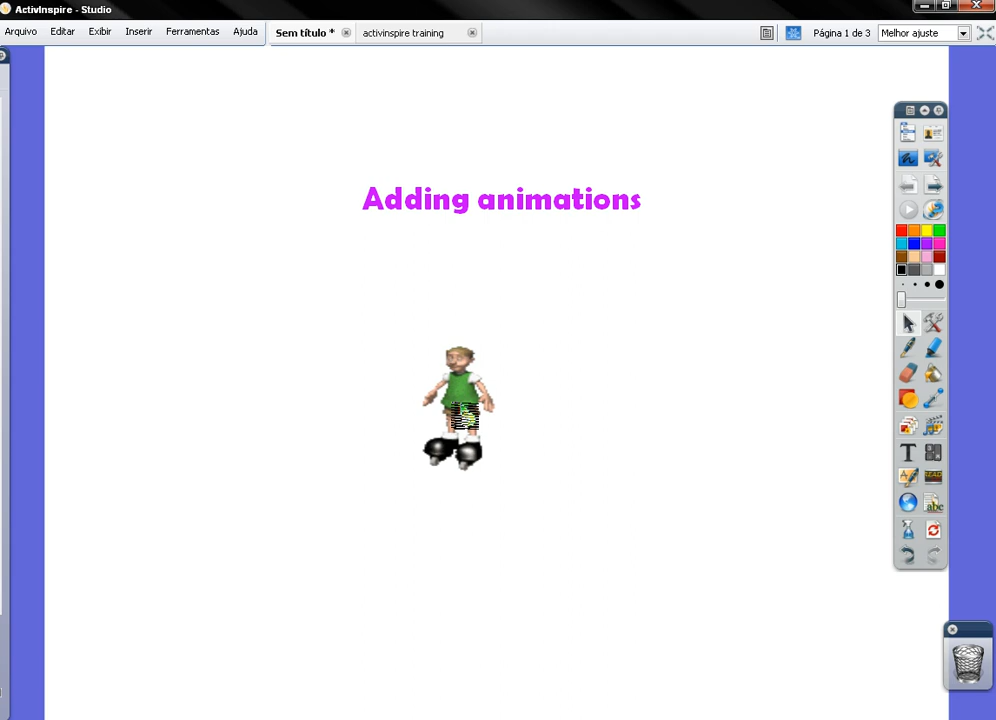 ActivInspire - Studio
Arquivo Editar Exibir Inserir Ferramentas Ajuda Sem título * activinspire training Página 1 de 3 Melhor ajuste
Adding animations
T
abc